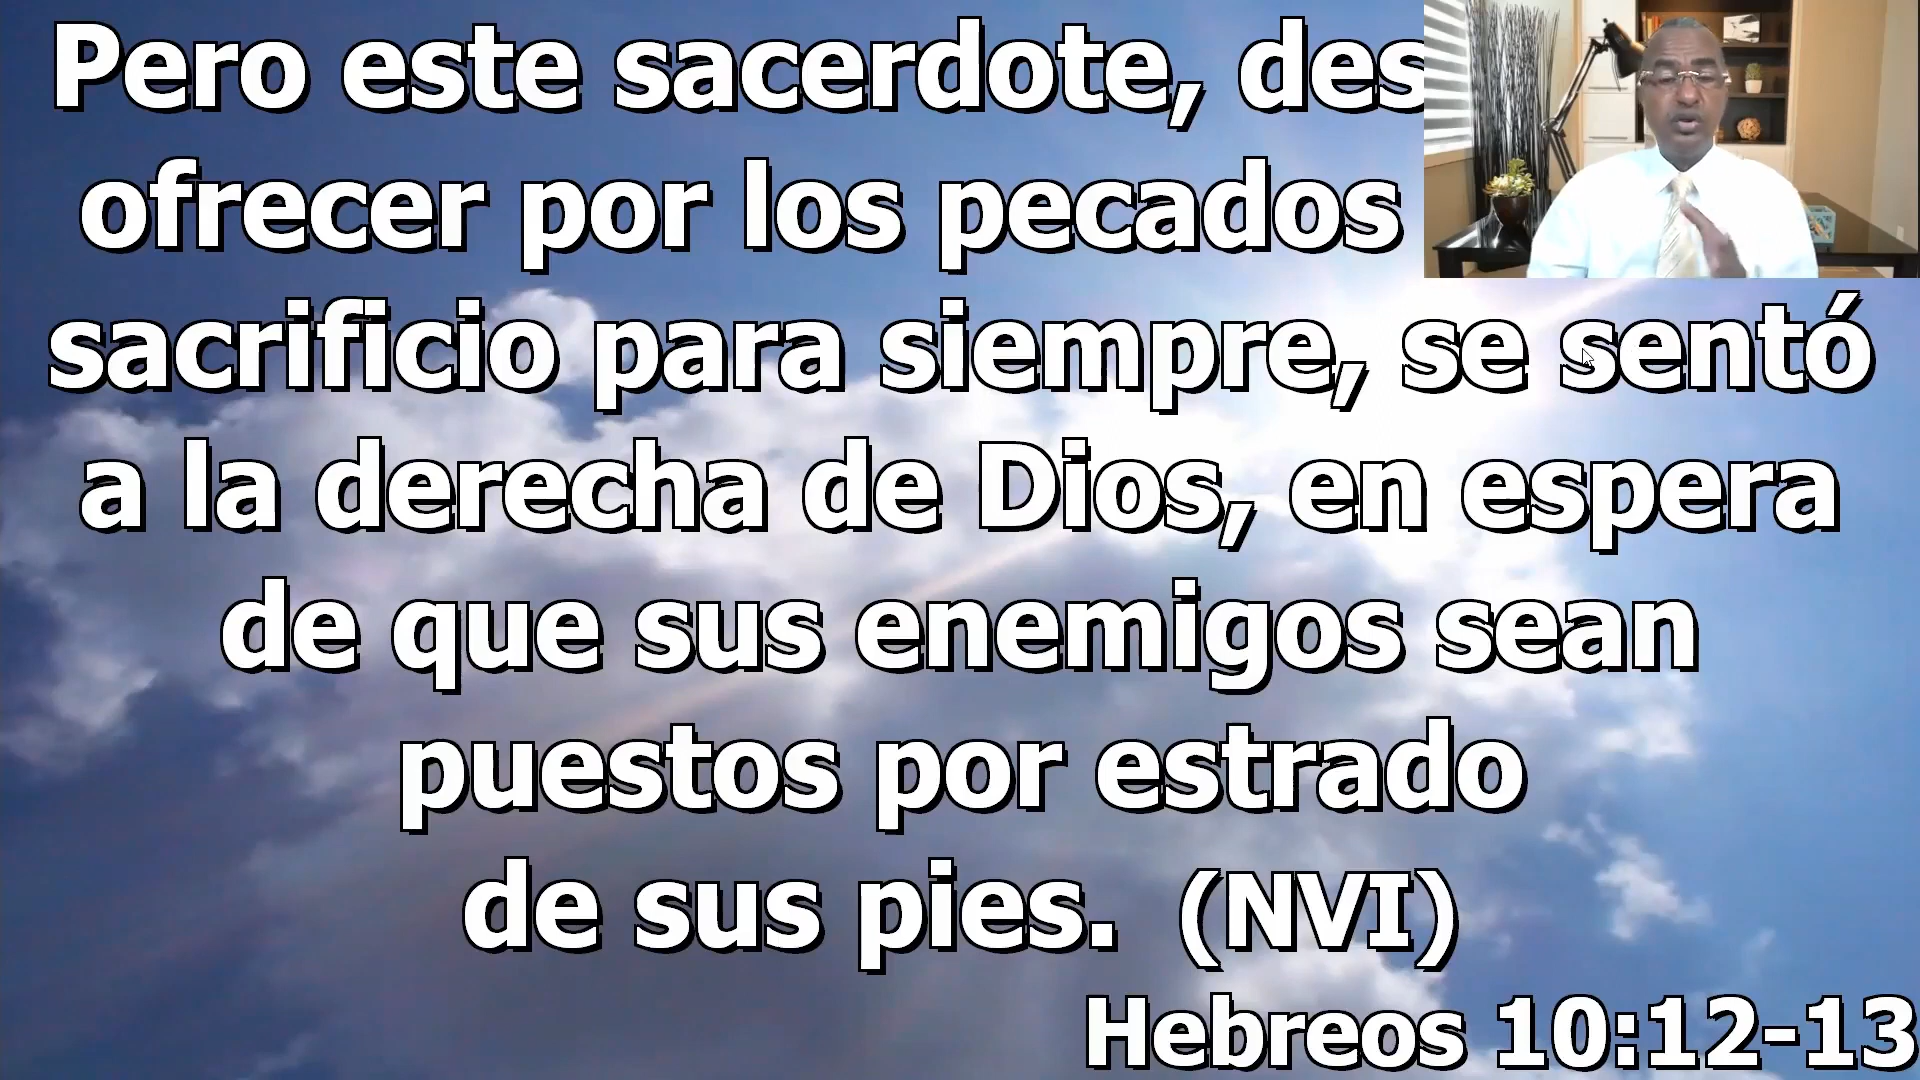 Pero este sacerdote, des
ofrecer por los pecados
sacrificio para siempre, se sentó
a la derecha de Dios, en espera
de que sus enemigos sean
puestos por estrado
de sus pies. (NVI)
Hebreos 10:12-13